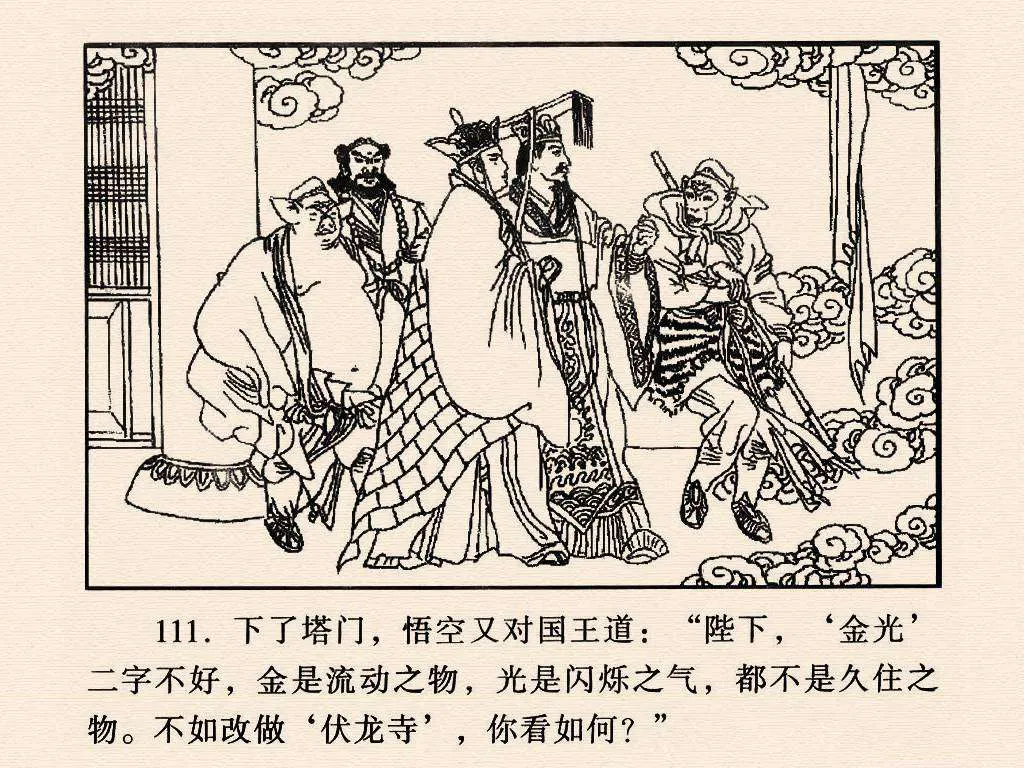 111. 下了塔门，悟空又对国王道：“陛下，‘金光’
二字不好，金是流动之物，光是闪烁之气，都不是久住之
物。不如改做‘伏龙寺’，你看如何？”